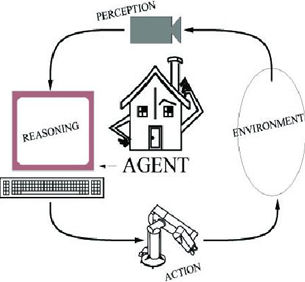 PERCEPTION
REASONING
AGENT
ENVIRONMENT
ACTION